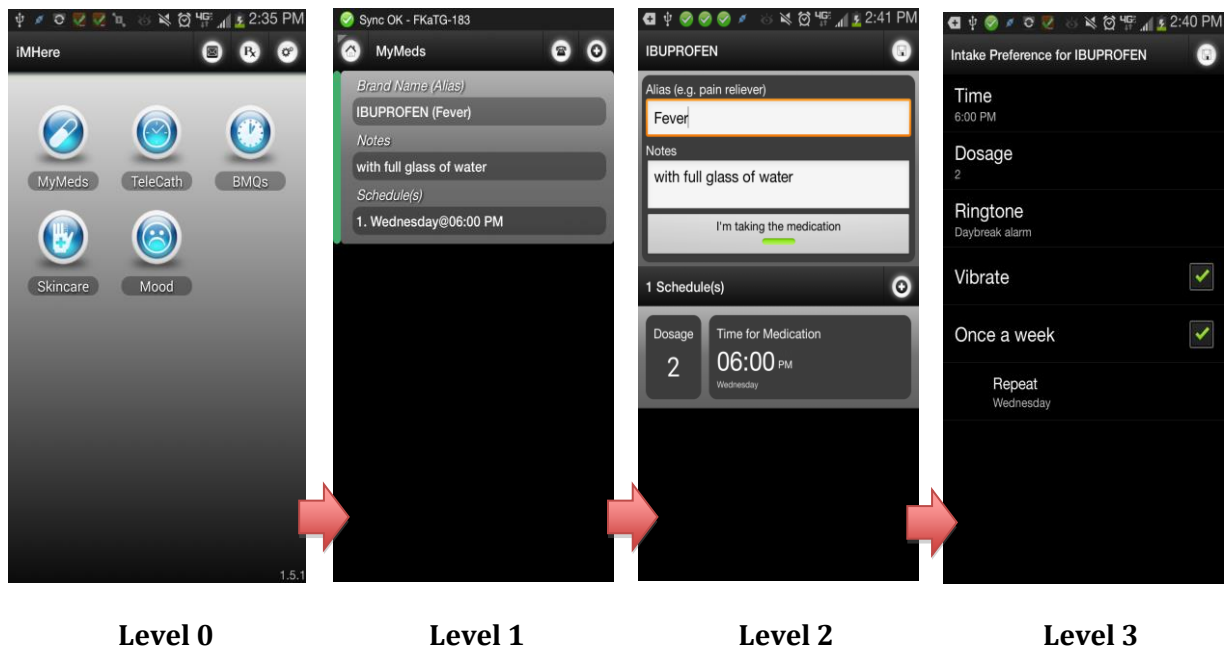 2:35 PM
iMHere
MyMeds
TeleCath
BMQs
Skincare
Mood
1.5.1
Sync OK - FKaTG-183
MyMeds
Brand Name (Alias)
IBUPROFEN (Fever)
Notes
with full glass of water
Schedule(s)
1. Wednesday@06:00 PM
4G 2:41 PM
IBUPROFEN
Alias (e.g. pain reliever)
Fever
Notes
with full glass of water
I'm taking the medication
1 Schedule(s)
Dosage
2
Time for Medication
06:00 PM
Wednesday
2:40 PM
Intake Preference for IBUPROFEN
Time
6:00 PM
Dosage
2
Ringtone
Daybreak alarm
Vibrate
Once a week
Repeat
Wednesday
Level 0
Level 1
Level 2
Level 3